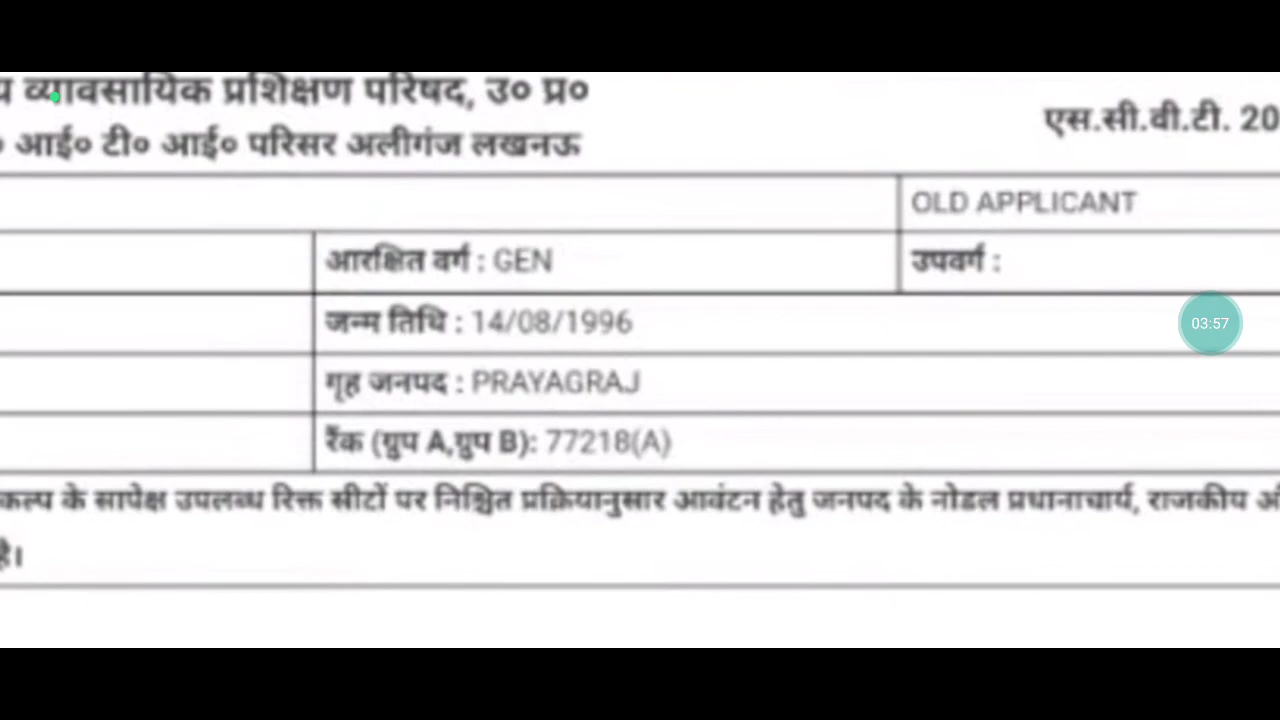 व्यावसायिक प्रशिक्षण परिषद, उ० प्र०
आई० टी० आई० परिसर अलीगंज लखनऊ
एस.सी.वी.टी. 20
OLD APPLICANT
आरक्षित वर्ग : GEN
उपवर्ग :
जन्म तिथि : 14/08/1996
03:57
गृह जनपद : PRAYAGRAJ
रैंक (ग्रुप A,ग्रुप B): 77218(A)
के सापेक्ष उपलब्ध रिक्त सीटों पर निश्चित प्रक्रियानुसार आवंटन हेतु जनपद के नोडल प्रधानाचार्य, राजकीय
है।